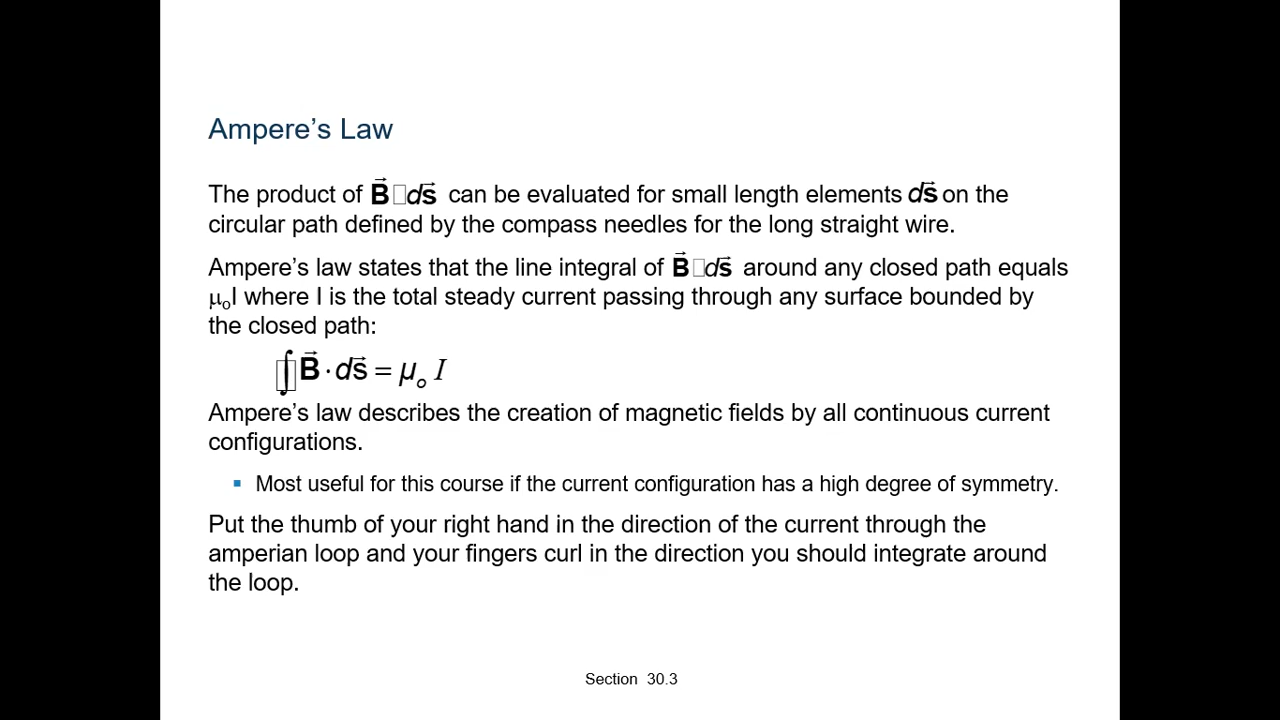 Ampere’s Law
The product of B⃗ □ds⃗ can be evaluated for small length elements ds⃗ on the
circular path defined by the compass needles for the long straight wire.
Ampere’s law states that the line integral of B⃗ □ds⃗ around any closed path equals
μₒI where I is the total steady current passing through any surface bounded by
the closed path:
∮ B⃗ · ds⃗ = μₒ I
Ampere’s law describes the creation of magnetic fields by all continuous current
configurations.
▪ Most useful for this course if the current configuration has a high degree of symmetry.
Put the thumb of your right hand in the direction of the current through the
amperian loop and your fingers curl in the direction you should integrate around
the loop.
Section 30.3